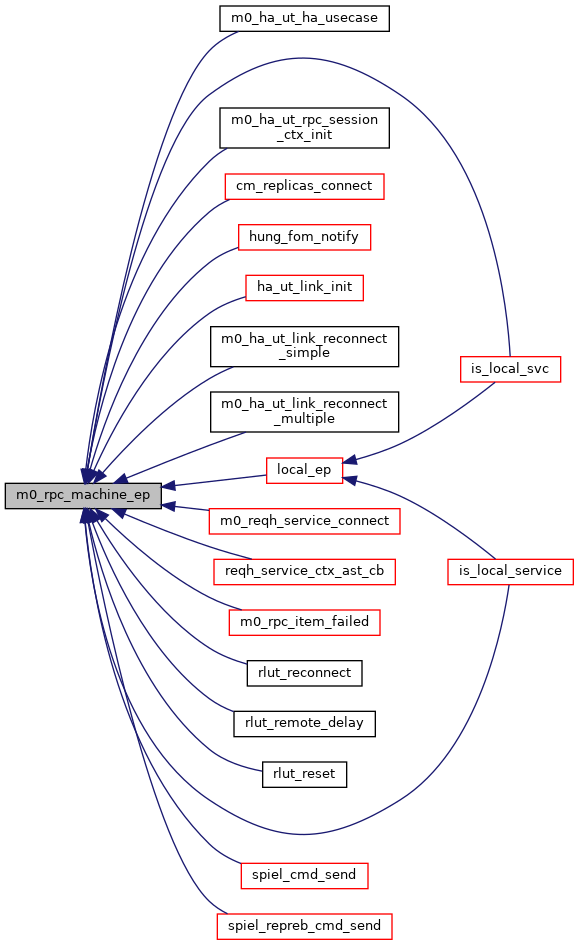 m0_ha_ut_ha_usecase
m0_ha_ut_rpc_session
_ctx_init
cm_replicas_connect
hung_fom_notify
ha_ut_link_init
m0_ha_ut_link_reconnect
_simple
is_local_svc
m0_ha_ut_link_reconnect
_multiple
local_ep
m0_rpc_machine_ep
m0_reqh_service_connect
reqh_service_ctx_ast_cb
is_local_service
m0_rpc_item_failed
rlut_reconnect
rlut_remote_delay
rlut_reset
spiel_cmd_send
spiel_repreb_cmd_send